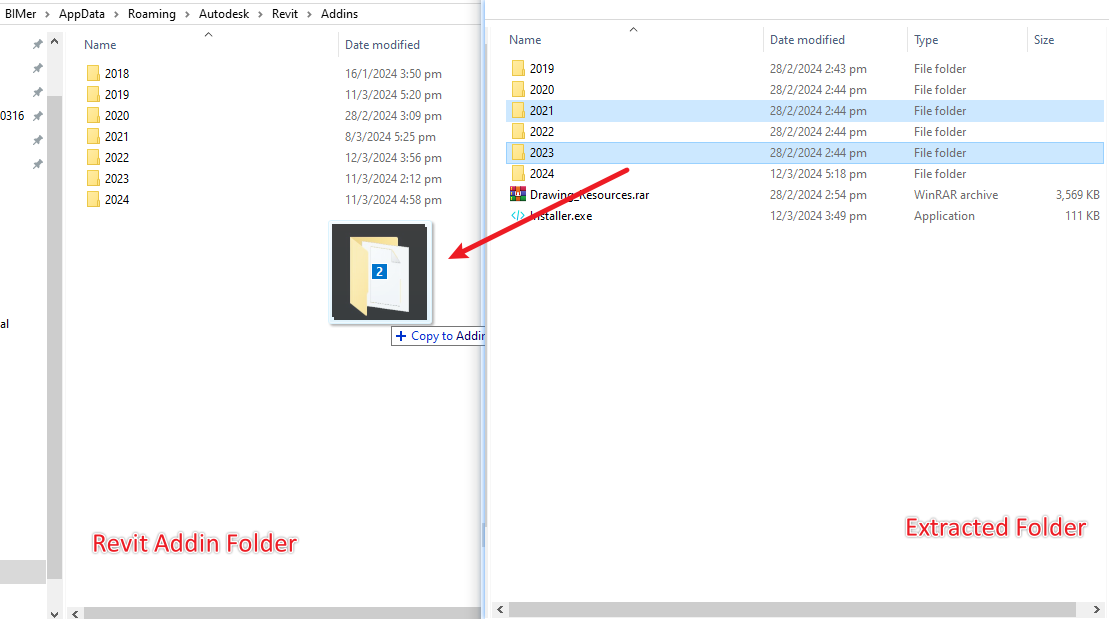 BIMer > AppData > Roaming > Autodesk > Revit > Addins
Name Date modified
2018 16/1/2024 3:50 pm
2019 11/3/2024 5:20 pm
2020 28/2/2024 3:09 pm
2021 8/3/2024 5:25 pm
2022 12/3/2024 3:56 pm
2023 11/3/2024 2:12 pm
2024 11/3/2024 4:58 pm
0316
al
2
+ Copy to Addin
Revit Addin Folder
Name Date modified Type Size
2019 28/2/2024 2:43 pm File folder
2020 28/2/2024 2:44 pm File folder
2021 28/2/2024 2:44 pm File folder
2022 28/2/2024 2:44 pm File folder
2023 28/2/2024 2:44 pm File folder
2024 12/3/2024 5:18 pm File folder
Drawing_Resources.rar 28/2/2024 2:54 pm WinRAR archive 3,569 KB
Installer.exe 12/3/2024 3:49 pm Application 111 KB
Extracted Folder